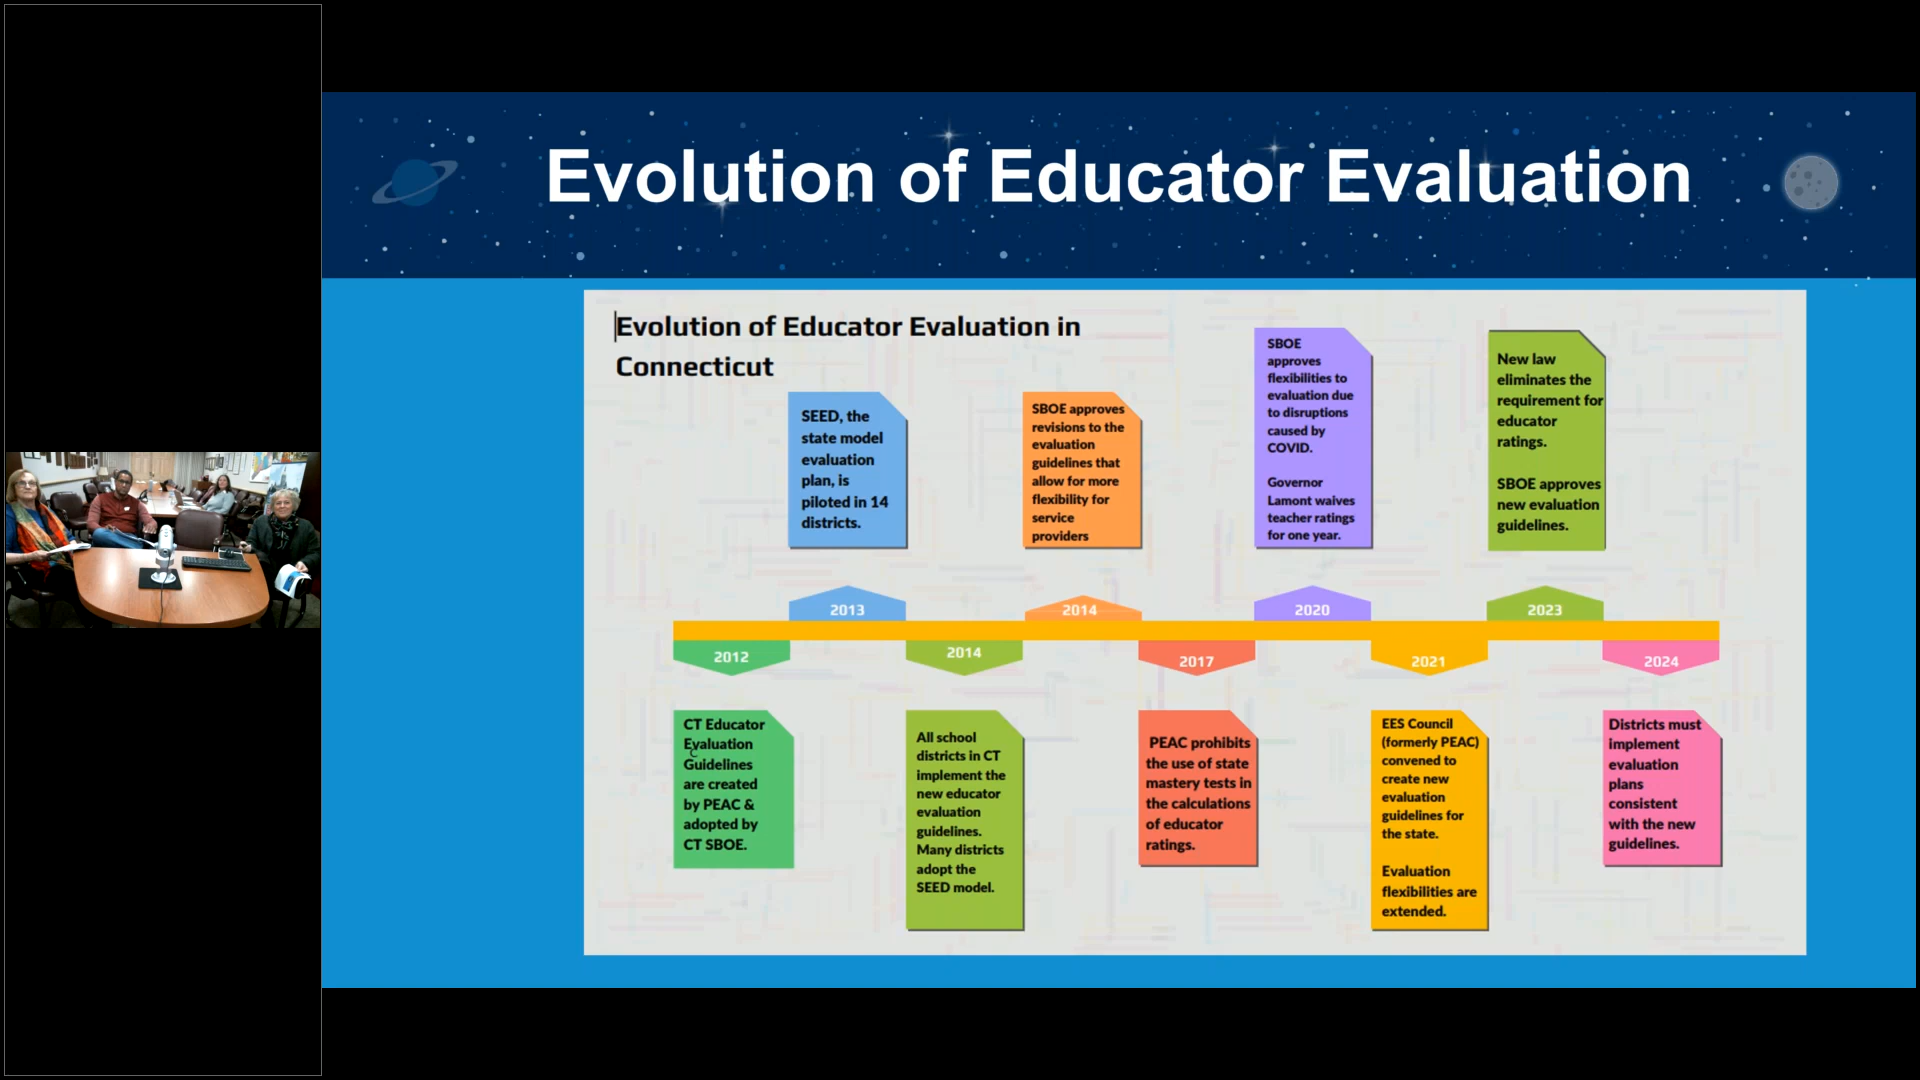 Evolution of Educator Evaluation
Evolution of Educator Evaluation in
Connecticut
SEED, the
state model
evaluation
plan, is
piloted in 14
districts.
SBOE approves
revisions to the
evaluation
guidelines that
allow for more
flexibility for
service
providers
SBOE
approves
flexibilities to
evaluation due
to disruptions
caused by
COVID.
Governor
Lamont waives
teacher ratings
for one year.
New law
eliminates the
requirement for
educator
ratings.
SBOE approves
new evaluation
guidelines.
2013
2014
2020
2023
2012
2014
2017
2021
2024
CT Educator
Evaluation
Guidelines
are created
by PEAC &
adopted by
CT SBOE.
All school
districts in CT
implement the
new educator
evaluation
guidelines.
Many districts
adopt the
SEED model.
PEAC prohibits
the use of state
mastery tests in
the calculations
of educator
ratings.
EES Council
(formerly PEAC)
convened to
create new
evaluation
guidelines for
the state.
Evaluation
flexibilities are
extended.
Districts must
implement
evaluation
plans
consistent
with the new
guidelines.